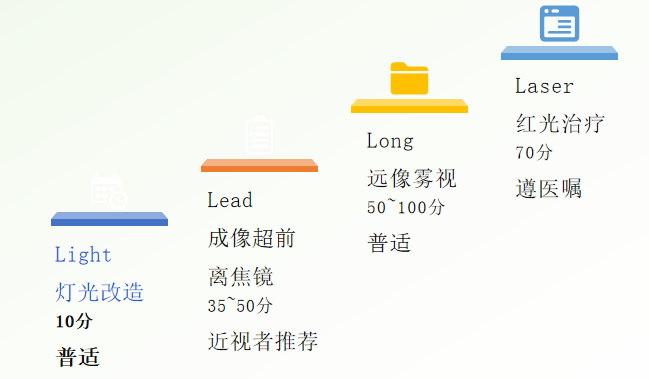 Light
灯光改造
10分
普适
Lead
成像超前
离焦镜
35~50分
近视者推荐
Long
远像雾视
50~100分
普适
Laser
红光治疗
70分
遵医嘱